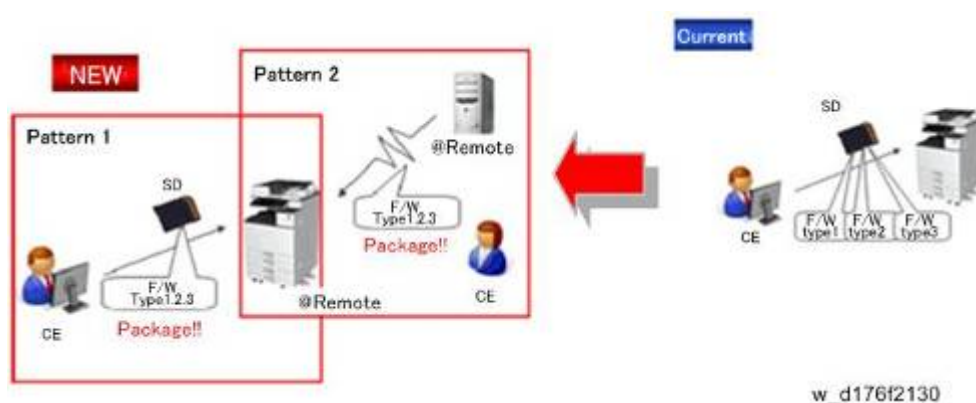 NEW
Pattern 1
SD
CE
F/W
Type1.2.3
Package!!
Pattern 2
@Remote
F/W
Type1.2.3
Package!!
CE
@Remote
Current
SD
CE
F/W
type1
F/W
type2
F/W
type3
w_d176f2130